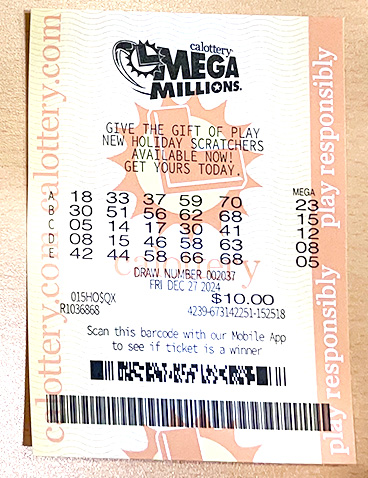 calottery
MEGA
MILLIONS
GIVE THE GIFT OF PLAY
NEW HOLIDAY SCRATCHERS
AVAILABLE NOW!
GET YOURS TODAY.
MEGA
A 18 33 37 59 70 23
B 30 51 56 62 68 15
C 05 14 17 30 41 12
D 08 15 46 58 63 08
E 42 44 58 66 68 05
DRAW NUMBER 002037
FRI DEC 27 2024
015HO$QX $10.00
R1036868 4239-673142251-152518
Scan this barcode with our Mobile App
to see if ticket is a winner
calottery.com calottery.com
play responsibly play responsibly
calottery